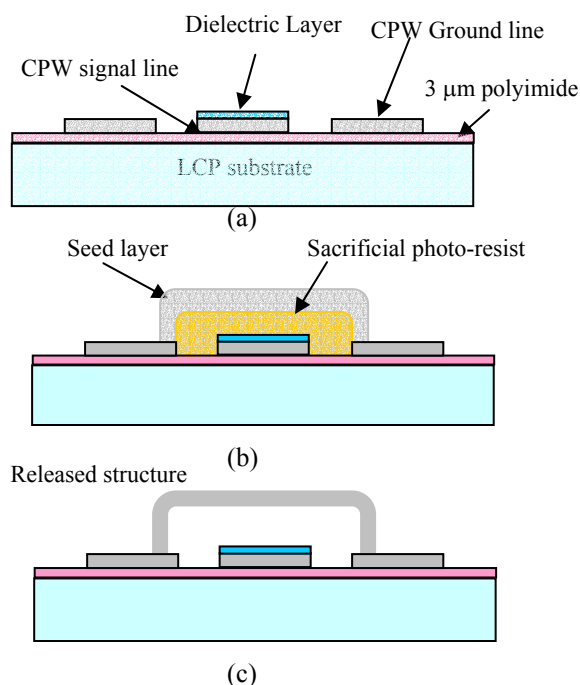 Dielectric Layer
CPW Ground line
CPW signal line
3 μm polyimide
LCP substrate
(a)
Seed layer
Sacrificial photo-resist
(b)
Released structure
(c)